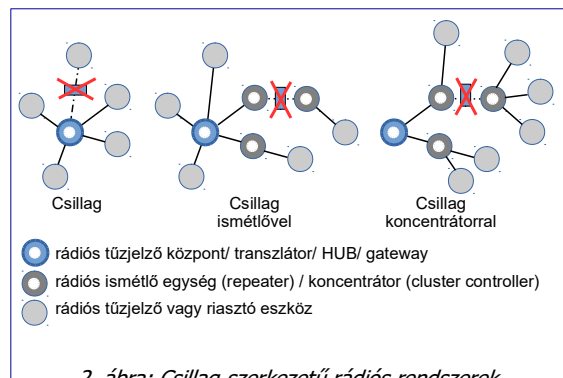 Csillag
Csillag
ismétlővel
Csillag
koncentrátorral
rádiós tűzjelző központ/ transzlátor/ HUB/ gateway
rádiós ismétlő egység (repeater) / koncentrátor (cluster controller)
rádiós tűzjelző vagy riasztó eszköz
2. ábra: Csillag szerkezetű rádiós rendszerek